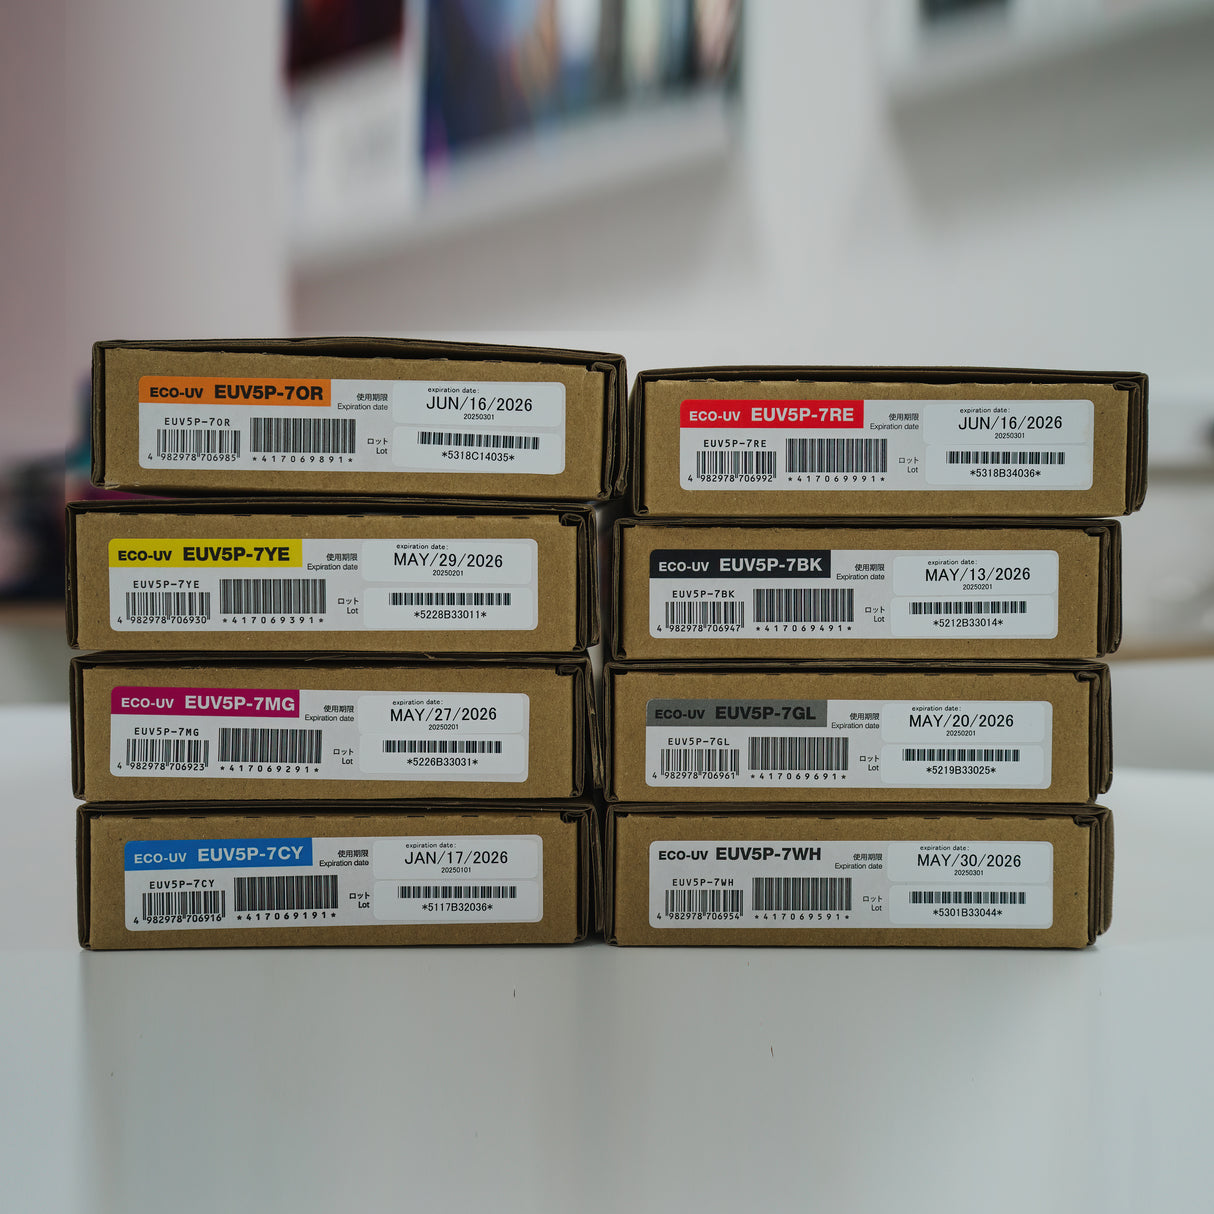 ECO-UV EUV5P-7OR
使用期限
Expiration date
expiration date:
JUN/16/2026
20250301
EUV5P-7OR
4 982978 706985
*417069891*
ロット
Lot
*5318C14035*
ECO-UV EUV5P-7RE
使用期限
Expiration date
expiration date:
JUN/16/2026
20250301
EUV5P-7RE
4 982978 706992
*417069991*
ロット
Lot
*5318B34036*
ECO-UV EUV5P-7YE
使用期限
Expiration date
expiration date:
MAY/29/2026
20250201
EUV5P-7YE
4 982978 706930
*417069391*
ロット
Lot
*5228B33011*
ECO-UV EUV5P-7BK
使用期限
Expiration date
expiration date:
MAY/13/2026
20250201
EUV5P-7BK
4 982978 706947
*417069491*
ロット
Lot
*5212B33014*
ECO-UV EUV5P-7MG
使用期限
Expiration date
expiration date:
MAY/27/2026
20250201
EUV5P-7MG
4 982978 706923
*417069291*
ロット
Lot
*5226B33031*
ECO-UV EUV5P-7GL
使用期限
Expiration date
expiration date:
MAY/20/2026
20250201
EUV5P-7GL
4 982978 706961
*417069691*
ロット
Lot
*5219B33025*
ECO-UV EUV5P-7CY
使用期限
Expiration date
expiration date:
JAN/17/2026
20250101
EUV5P-7CY
4 982978 706916
*417069191*
ロット
Lot
*5117B32036*
ECO-UV EUV5P-7WH
使用期限
Expiration date
expiration date:
MAY/30/2026
20250301
EUV5P-7WH
4 982978 706954
*417069591*
ロット
Lot
*5301B33044*